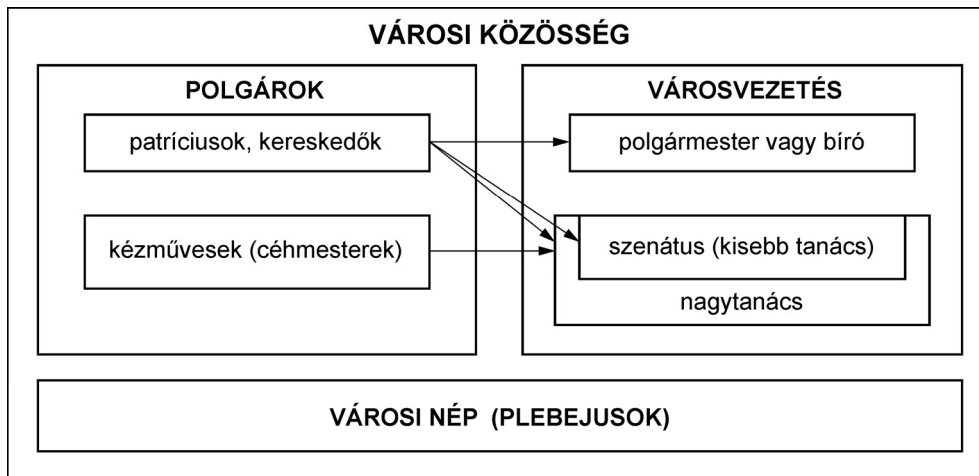 VÁROSI KÖZÖSSÉG
POLGÁROK
patríciusok, kereskedők
kézművesek (céhmesterek)
VÁROSVEZETÉS
polgármester vagy bíró
szenátus (kisebb tanács)
nagytanács
VÁROSI NÉP (PLEBEJUSOK)